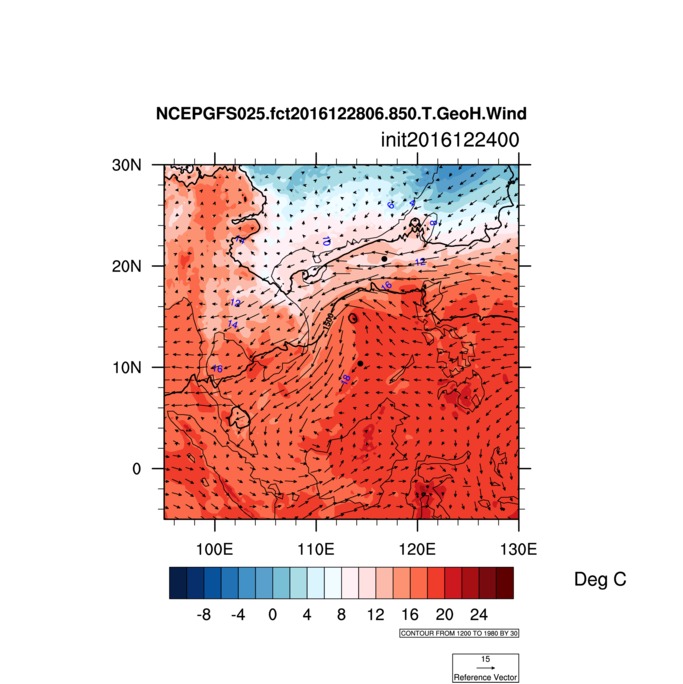 NCEPGFS025.fct2016122806.850.T.GeoH.Wind
init2016122400
30N
20N
10N
0
100E 110E 120E 130E
6
8
10
12
16
12
14
1500
16
18
-8 -4 0 4 8 12 16 20 24
Deg C
CONTOUR FROM 1200 TO 1980 BY 30
15
Reference Vector